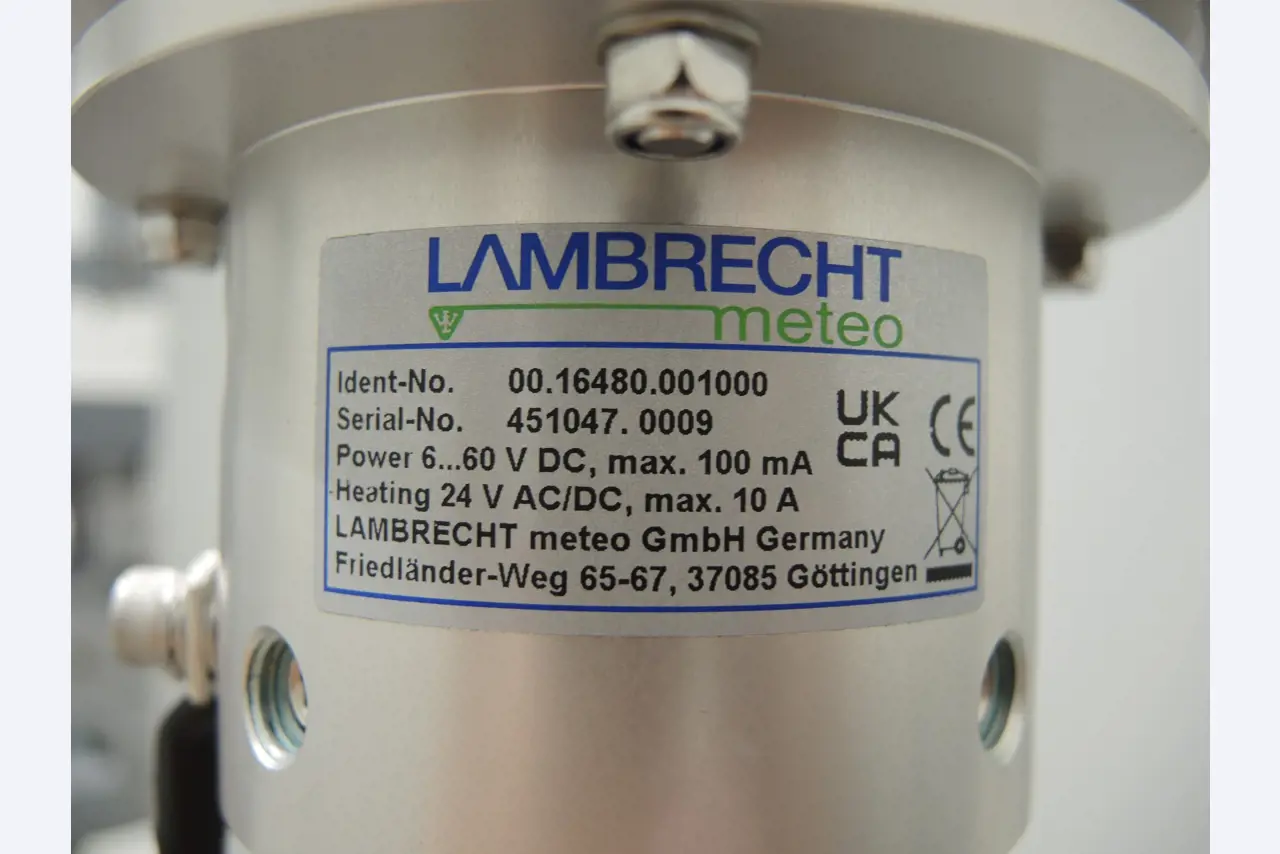 LAMBRECHT
meteo
Ident-No. 00.16480.001000
Serial-No. 451047. 0009
Power 6...60 V DC, max. 100 mA
Heating 24 V AC/DC, max. 10 A
LAMBRECHT meteo GmbH Germany
Friedländer-Weg 65-67, 37085 Göttingen
UK
CA
CE